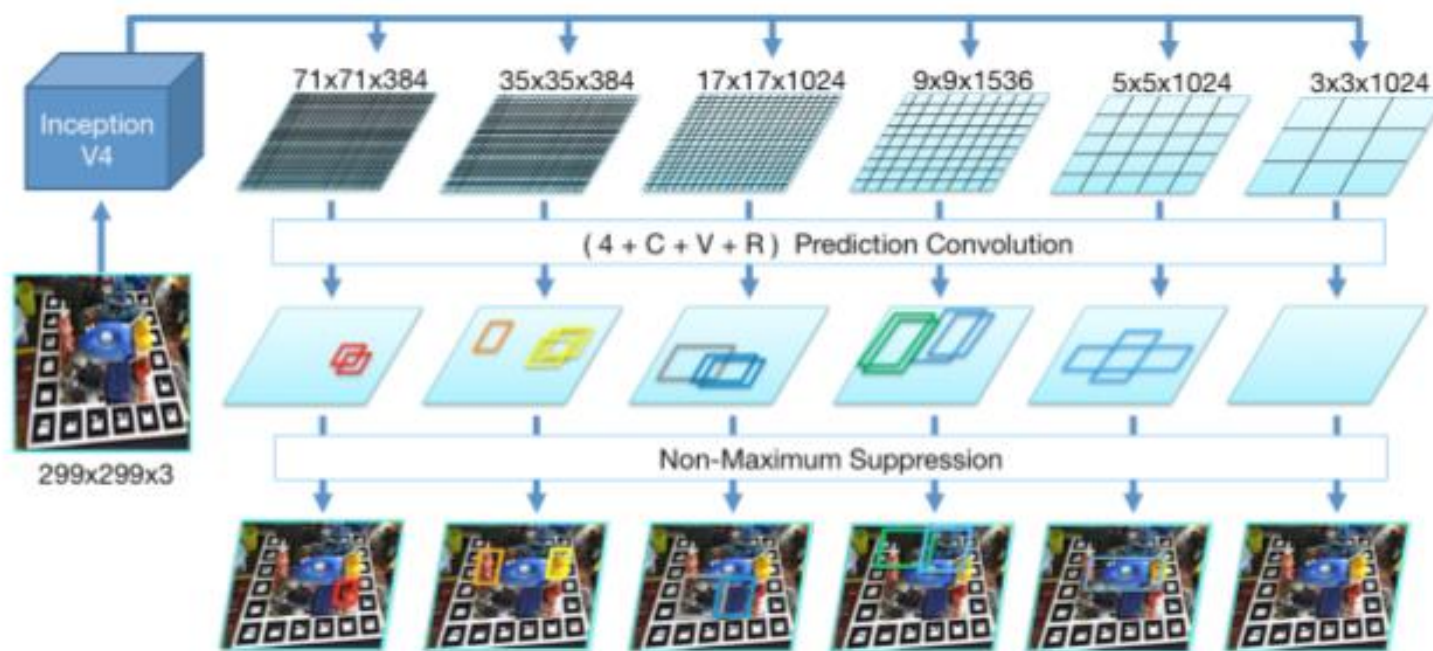 71x71x384 35x35x384 17x17x1024 9x9x1536 5x5x1024 3x3x1024
Inception
V4
( 4 + C + V + R ) Prediction Convolution
299x299x3
Non-Maximum Suppression